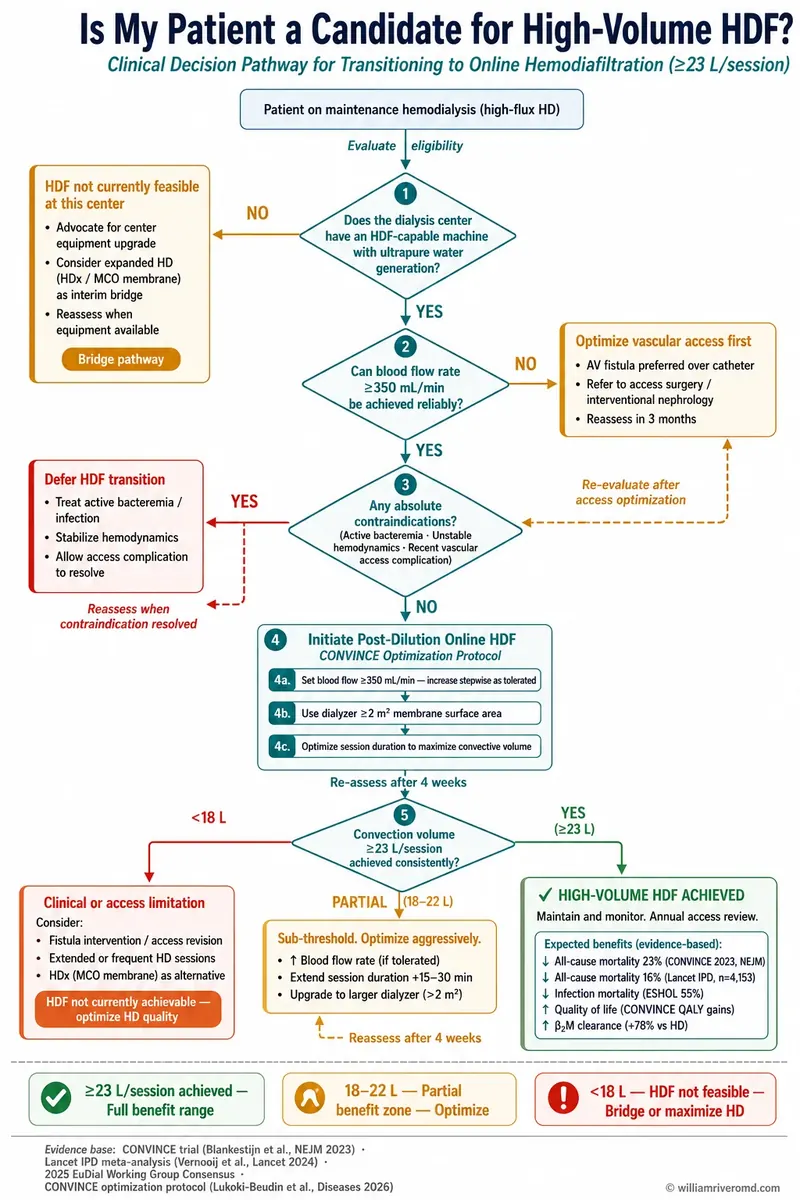 Is My Patient a Candidate for High-Volume HDF?
Clinical Decision Pathway for Transitioning to Online Hemodiafiltration (≥23 L/session)
Patient on maintenance hemodialysis (high-flux HD)
Evaluate eligibility
1
Does the dialysis center
have an HDF-capable machine
with ultrapure water
generation?
NO
HDF not currently feasible
at this center
• Advocate for center
equipment upgrade
• Consider expanded HD
(HDx / MCO membrane)
as interim bridge
• Reassess when
equipment available
Bridge pathway
YES
2
Can blood flow rate
≥350 mL/min
be achieved reliably?
NO
Optimize vascular access first
• AV fistula preferred over catheter
• Refer to access surgery /
interventional nephrology
• Reassess in 3 months
Re-evaluate after
access optimization
YES
3
Any absolute
contraindications?
(Active bacteremia · Unstable
hemodynamics · Recent vascular
access complication)
YES
Defer HDF transition
• Treat active bacteremia /
infection
• Stabilize hemodynamics
• Allow access complication
to resolve
Reassess when
contraindication resolved
NO
4 Initiate Post-Dilution Online HDF
CONVINCE Optimization Protocol
4a. Set blood flow ≥350 mL/min — increase stepwise as tolerated
4b. Use dialyzer ≥2 m² membrane surface area
4c. Optimize session duration to maximize convective volume
Re-assess after 4 weeks
5
Convection volume
≥23 L/session
achieved consistently?
<18 L
Clinical or access limitation
Consider:
• Fistula intervention / access revision
• Extended or frequent HD sessions
• HDx (MCO membrane) as alternative
HDF not currently achievable —
optimize HD quality
PARTIAL (18–22 L)
Sub-threshold. Optimize aggressively.
• ↑ Blood flow rate (if tolerated)
• Extend session duration +15–30 min
• Upgrade to larger dialyzer (>2 m²)
Reassess after 4 weeks
YES
(≥23 L)
✓ HIGH-VOLUME HDF ACHIEVED
Maintain and monitor. Annual access review.
Expected benefits (evidence-based):
↓ All-cause mortality 23% (CONVINCE 2023, NEJM)
↓ All-cause mortality 16% (Lancet IPD, n=4,153)
↓ Infection mortality (ESHOL 55%)
↑ Quality of life (CONVINCE QALY gains)
↑ β₂M clearance (+78% vs HD)
≥23 L/session achieved —
Full benefit range
18–22 L — Partial
benefit zone — Optimize
<18 L — HDF not feasible —
Bridge or maximize HD
Evidence base: CONVINCE trial (Blankestijn et al., NEJM 2023) ·
Lancet IPD meta-analysis (Vernooij et al., Lancet 2024) ·
2025 EuDial Working Group Consensus ·
CONVINCE optimization protocol (Lukoki-Beudin et al., Diseases 2026)
© williamriveromd.com